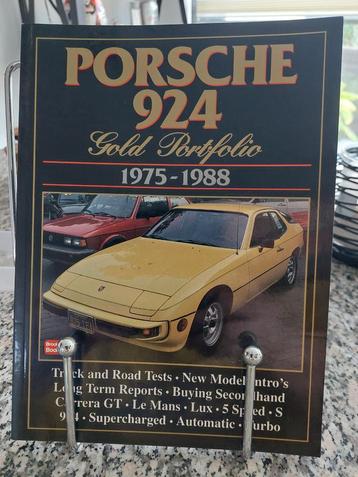 PORSCHE
924
Gold Portfolio
1975-1988
Track and Road Tests • New Model Intro's
Long Term Reports • Buying Secondhand
Carrera GT • Le Mans • Lux • 5 Speed • S
924 • Supercharged • Automatic • Turbo